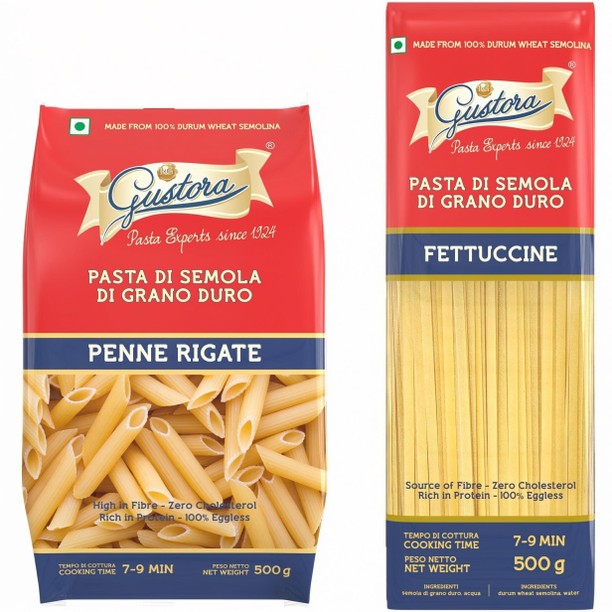 MADE FROM 100% DURUM WHEAT SEMOLINA
Gustora
®
Pasta Experts since 1924
PASTA DI SEMOLA
DI GRANO DURO
PENNE RIGATE
High in Fibre - Zero Cholesterol
Rich in Protein - 100% Eggless
TEMPO DI COTTURA
COOKING TIME
7-9 MIN
PESO NETTO
NET WEIGHT
500 g
MADE FROM 100% DURUM WHEAT SEMOLINA
Gustora
®
Pasta Experts since 1924
PASTA DI SEMOLA
DI GRANO DURO
FETTUCCINE
Source of Fibre - Zero Cholesterol
Rich in Protein - 100% Eggless
TEMPO DI COTTURA
COOKING TIME
7-9 MIN
PESO NETTO
NET WEIGHT
500 g
INGREDIENTI
semola di grano duro, acqua
INGREDIENTS
durum wheat semolina, water